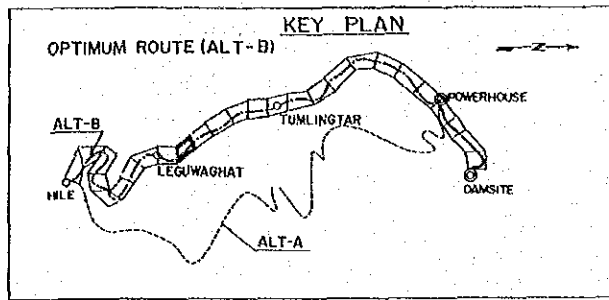 KEY PLAN
OPTIMUM ROUTE (ALT-B)
Z
POWERHOUSE
TUMLINGTAR
ALT-B
LEGUWAGHAT
DAMSITE
HILE
ALT-A